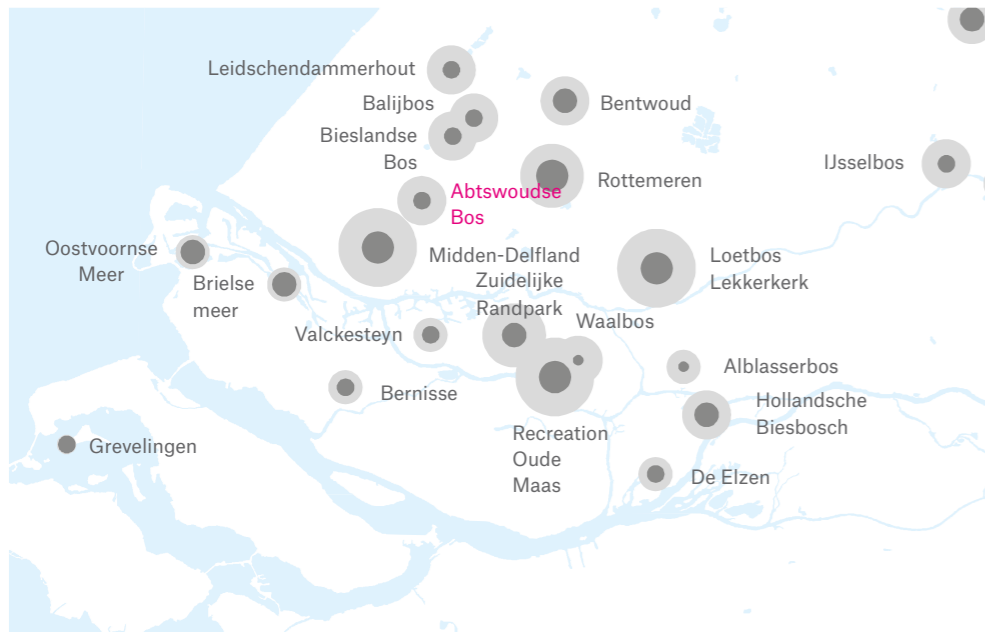 Leidschendammerhout
Balijbos
Bentwoud
Bieslandse
Bos
IJsselbos
Rottemeren
Abtswoudse
Bos
Oostvoornse
Meer
Midden-Delfland
Zuidelijke
Randpark
Loetbos
Lekkerkerk
Brielse
meer
Waalbos
Valckesteyn
Alblasserbos
Bernisse
Hollandsche
Biesbosch
Recreation
Oude
Maas
Grevelingen
De Elzen